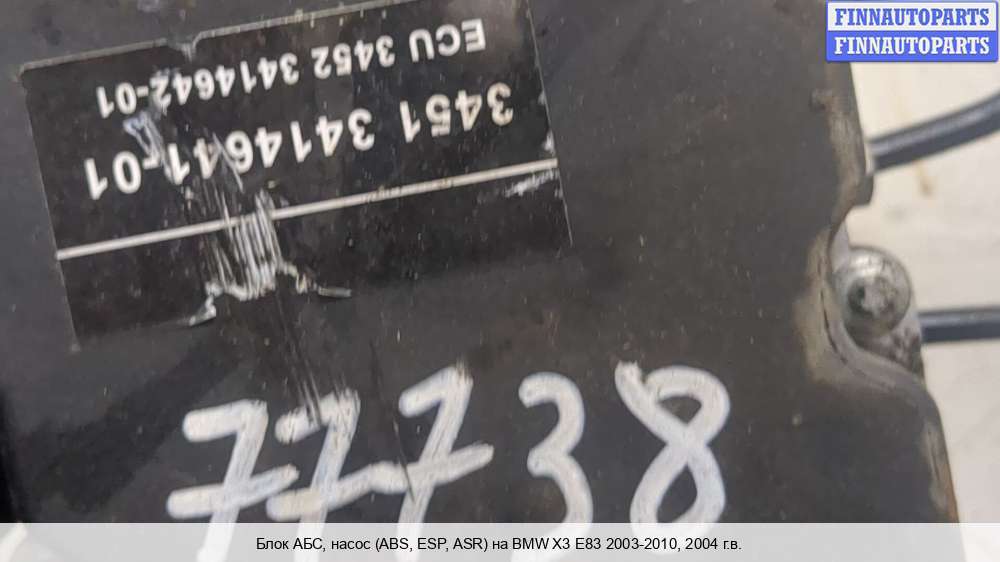 FINNAUTOPARTS
FINNAUTOPARTS
3451 3414641-01
ECU 3452 3414642-01
77738
Блок АБС, насос (ABS, ESP, ASR) на BMW X3 E83 2003-2010, 2004 г.в.